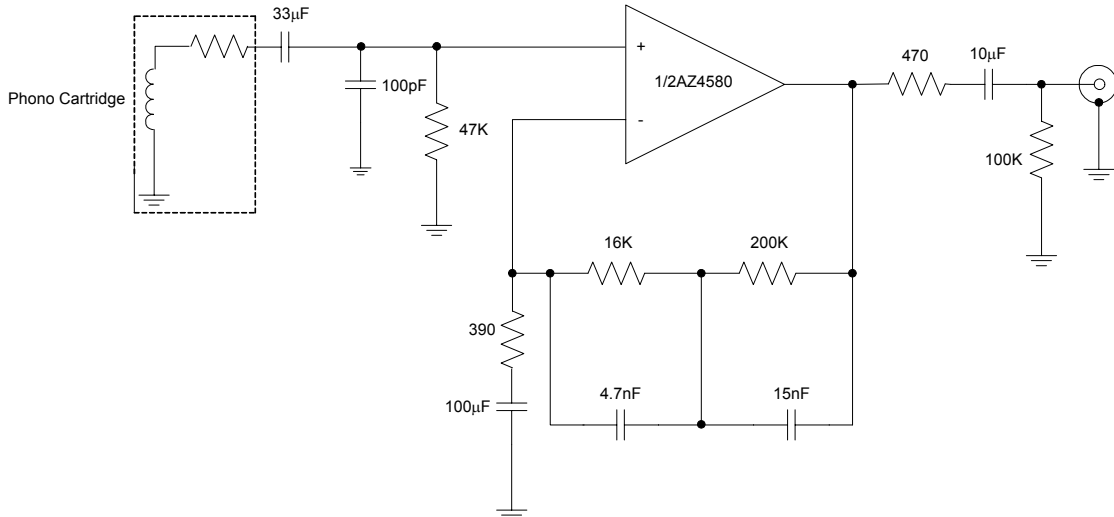 33μF
Phono Cartridge
100pF
47K
+
-
1/2AZ4580
470
10μF
100K
16K
200K
390
100μF
4.7nF
15nF